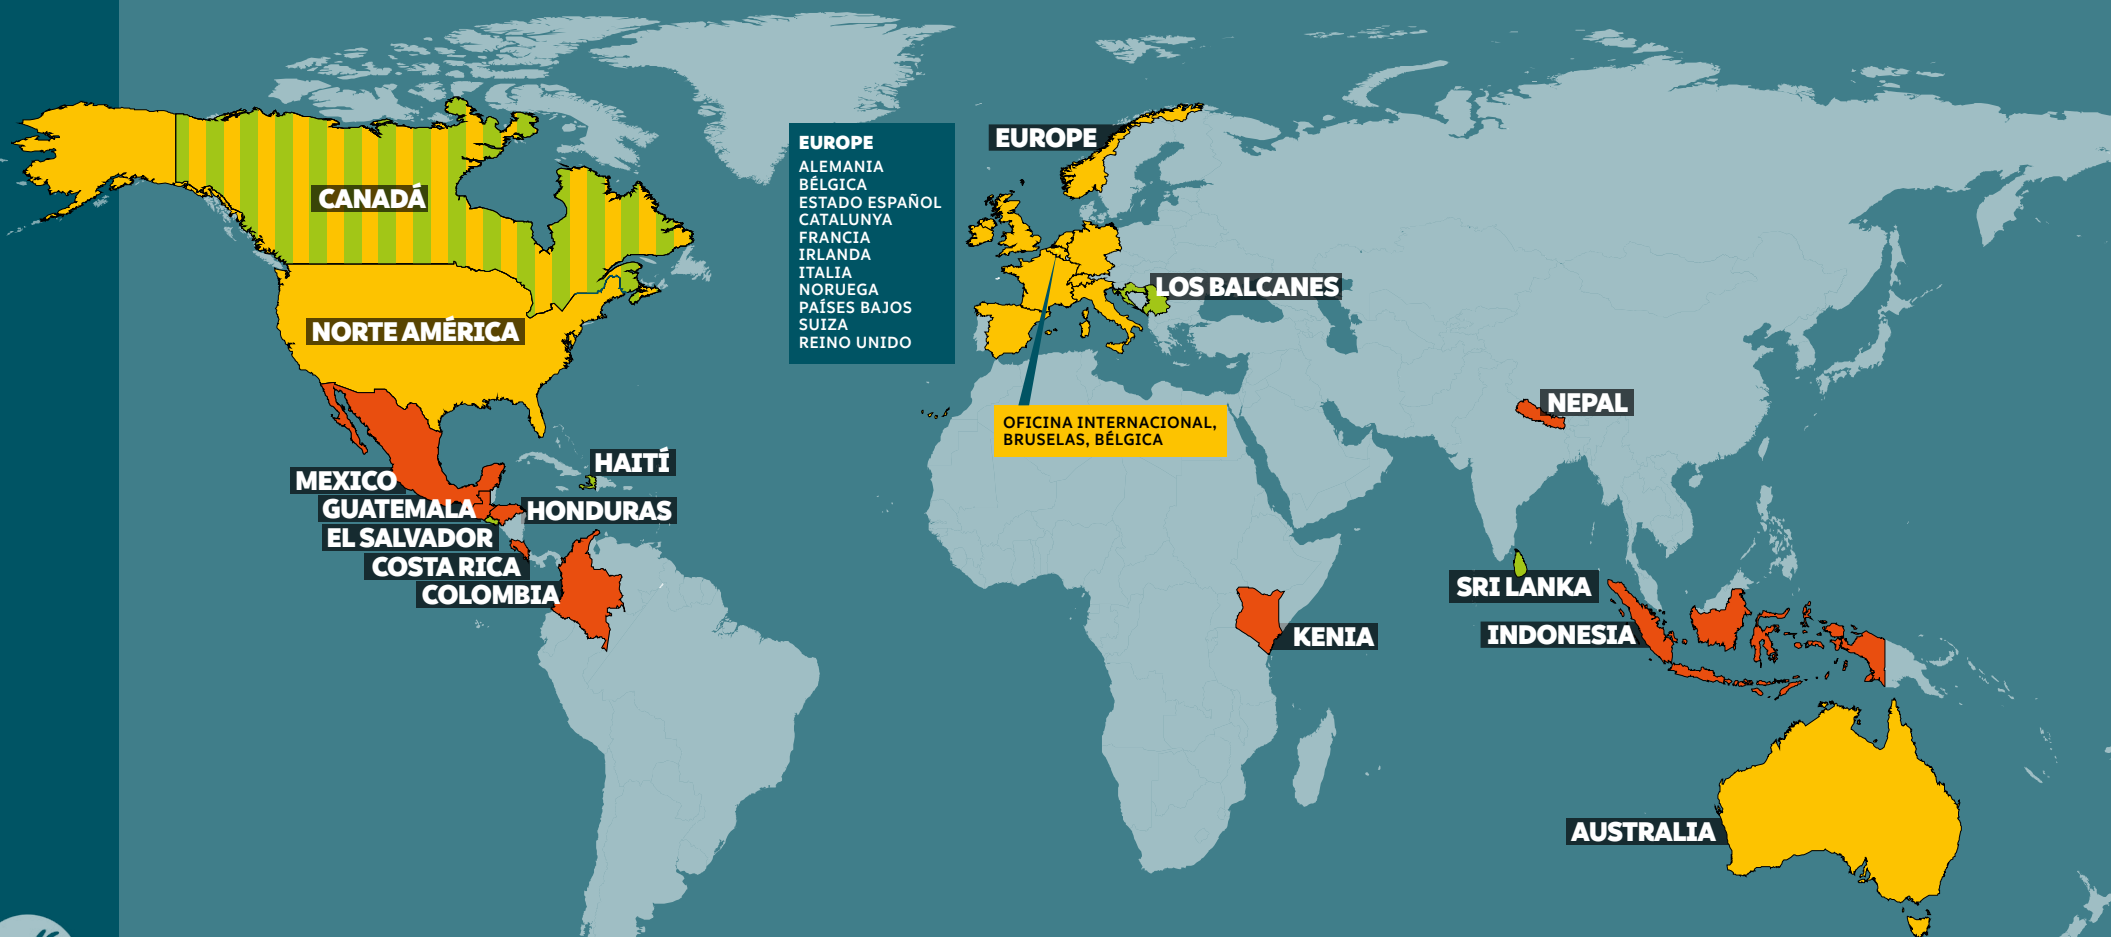 EUROPE
CANADÁ
NORTE AMÉRICA
EUROPE
ALEMANIA
BÉLGICA
ESTADO ESPAÑOL
CATALUNYA
FRANCIA
IRLANDA
ITALIA
NORUEGA
PAÍSES BAJOS
SUIZA
REINO UNIDO
LOS BALCANES
OFICINA INTERNACIONAL,
BRUSELAS, BÉLGICA
NEPAL
HAITÍ
MEXICO
GUATEMALA
HONDURAS
EL SALVADOR
COSTA RICA
COLOMBIA
SRI LANKA
INDONESIA
KENIA
AUSTRALIA